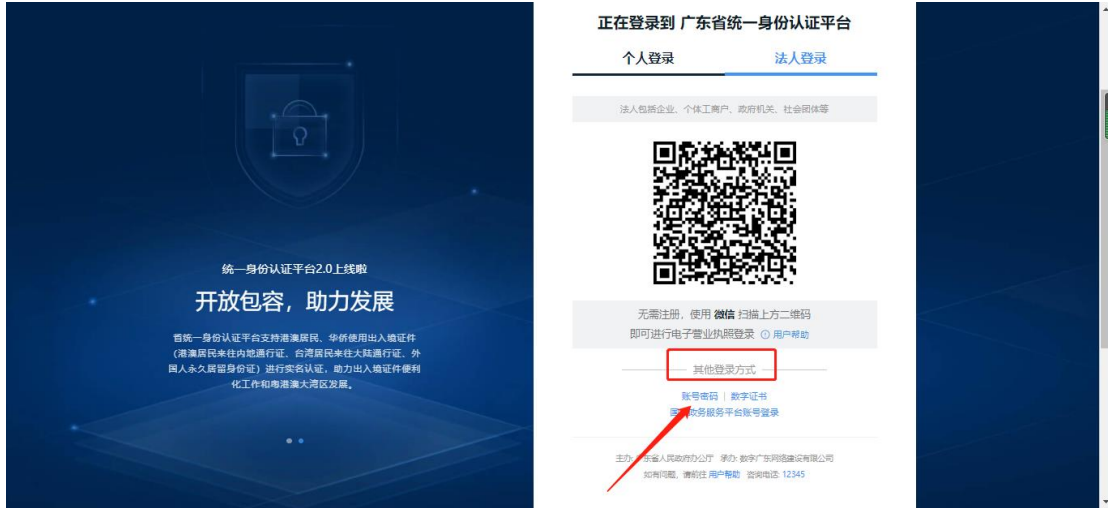 统一身份认证平台2.0上线啦
开放包容，助力发展
省统一身份认证平台支持港澳居民、华侨使用出入境证件
(港澳居民来往内地通行证、台湾居民来往大陆通行证、外
国人永久居留身份证) 进行实名认证，助力出入境证件便利
化工作和粤港澳大湾区发展。
正在登录到 广东省统一身份认证平台
个人登录 法人登录
法人包括企业、个体工商户、政府机关、社会团体等
无需注册，使用 微信 扫描上方二维码
即可进行电子营业执照登录 用户帮助
其他登录方式
账号密码 | 数字证书
国 政务服务平台账号登录
主办: 广东省人民政府办公厅 承办: 数字广东网络建设有限公司
如有问题，请前往 用户帮助 咨询电话: 12345